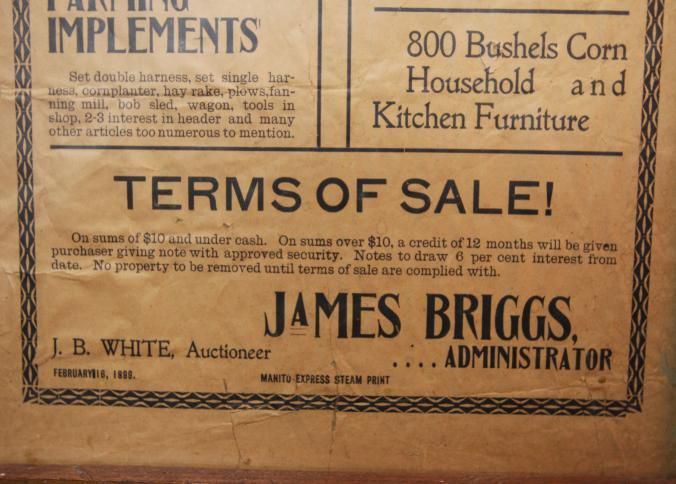 FARMING
IMPLEMENTS
Set double harness, set single har-
ness, cornplanter, hay rake, plows, fan-
ning mill, bob sled, wagon, tools in
shop, 2-3 interest in header and many
other articles too numerous to mention.
800 Bushels Corn
Household and
Kitchen Furniture
TERMS OF SALE!
On sums of $10 and under cash. On sums over $10, a credit of 12 months will be given
purchaser giving note with approved security. Notes to draw 6 per cent interest from
date. No property to be removed until terms of sale are complied with.
JAMES BRIGGS,
J. B. WHITE, Auctioneer
.... ADMINISTRATOR
FEBRUARY 16, 1899.
MANITO EXPRESS STEAM PRINT